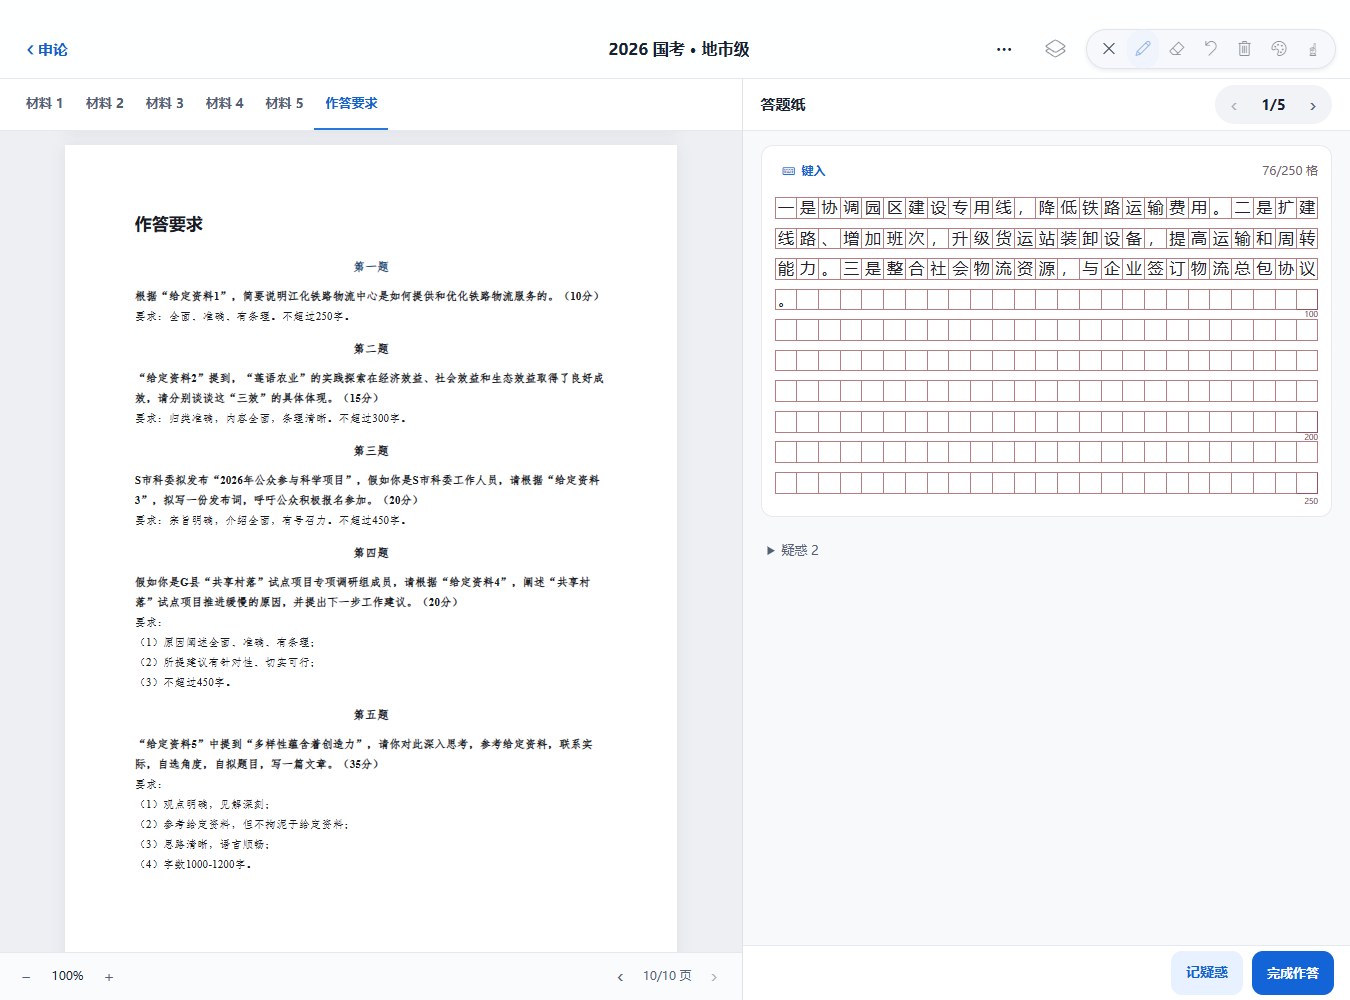 申论
2026 国考 • 地市级
材料 1 材料 2 材料 3 材料 4 材料 5 作答要求
答题纸
1/5
作答要求
第一题
根据“给定资料1”，简要说明江化铁路物流中心是如何提供和优化铁路物流服务的。（10分）
要求：全面、准确、有条理。不超过250字。
第二题
“给定资料2”提到，“莲语农业”的实践探索在经济效益、社会效益和生态效益取得了良好成
效，请分别谈谈这“三效”的具体体现。（15分）
要求：归类准确，内容全面，条理清晰。不超过300字。
第三题
S市科委拟发布“2026年公众参与科学项目”，假如你是S市科委工作人员，请根据“给定资料
3”，拟写一份发布词，呼吁公众积极报名参加。（20分）
要求：宗旨明确，介绍全面，有号召力。不超过450字。
第四题
假如你是G县“共享村落”试点项目专项调研组成员，请根据“给定资料4”，阐述“共享村
落”试点项目推进缓慢的原因，并提出下一步工作建议。（20分）
要求：
（1）原因阐述全面、准确、有条理；
（2）所提建议有针对性、切实可行；
（3）不超过450字。
第五题
“给定资料5”中提到“多样性蕴含着创造力”，请你对此深入思考，参考给定资料，联系实
际，自选角度，自拟题目，写一篇文章。（35分）
要求：
（1）观点明确，见解深刻；
（2）参考给定资料，但不拘泥于给定资料；
（3）思路清晰，语言顺畅；
（4）字数1000-1200字。
100%
10/10 页
键入
76/250 格
一是协调园区建设专用线，降低铁路运输费用。二是扩建
线路、增加班次，升级货运站装卸设备，提高运输和周转
能力。三是整合社会物流资源，与企业签订物流总包协议
。
100
200
250
疑惑 2
记疑惑
完成作答